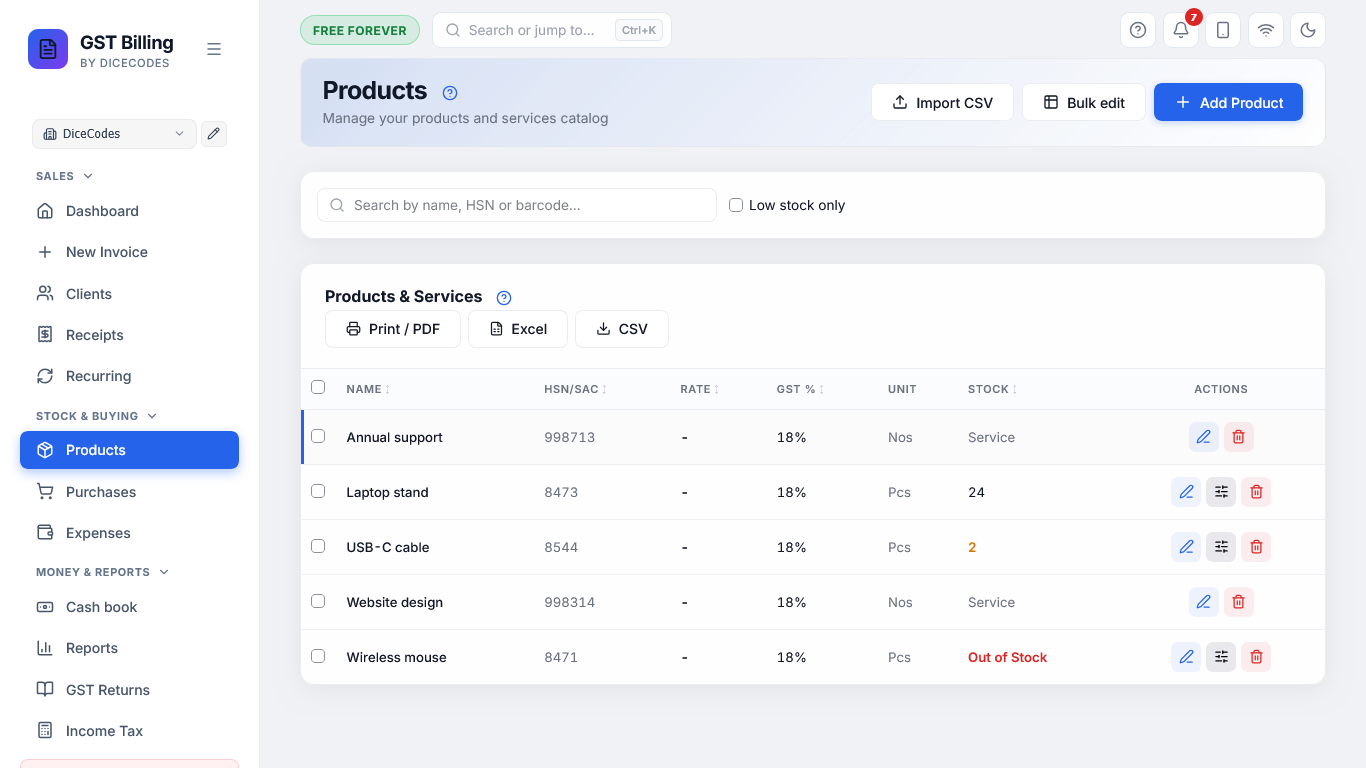 GST Billing
BY DICECODES
DiceCodes
SALES
Dashboard
New Invoice
Clients
Receipts
Recurring
STOCK & BUYING
Products
Purchases
Expenses
MONEY & REPORTS
Cash book
Reports
GST Returns
Income Tax
FREE FOREVER
Search or jump to...
Ctrl+K
7
Products
Manage your products and services catalog
Import CSV
Bulk edit
Add Product
Search by name, HSN or barcode...
Low stock only
Products & Services
Print / PDF Excel CSV
NAME HSN/SAC RATE GST % UNIT STOCK ACTIONS
Annual support 998713 - 18% Nos Service
Laptop stand 8473 - 18% Pcs 24
USB-C cable 8544 - 18% Pcs 2
Website design 998314 - 18% Nos Service
Wireless mouse 8471 - 18% Pcs Out of Stock